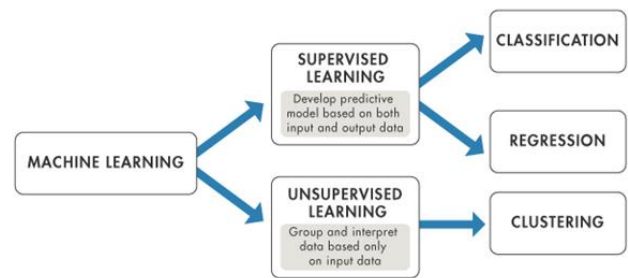 MACHINE LEARNING
SUPERVISED
LEARNING
Develop predictive
model based on both
input and output data
UNSUPERVISED
LEARNING
Group and interpret
data based only
on input data
CLASSIFICATION
REGRESSION
CLUSTERING